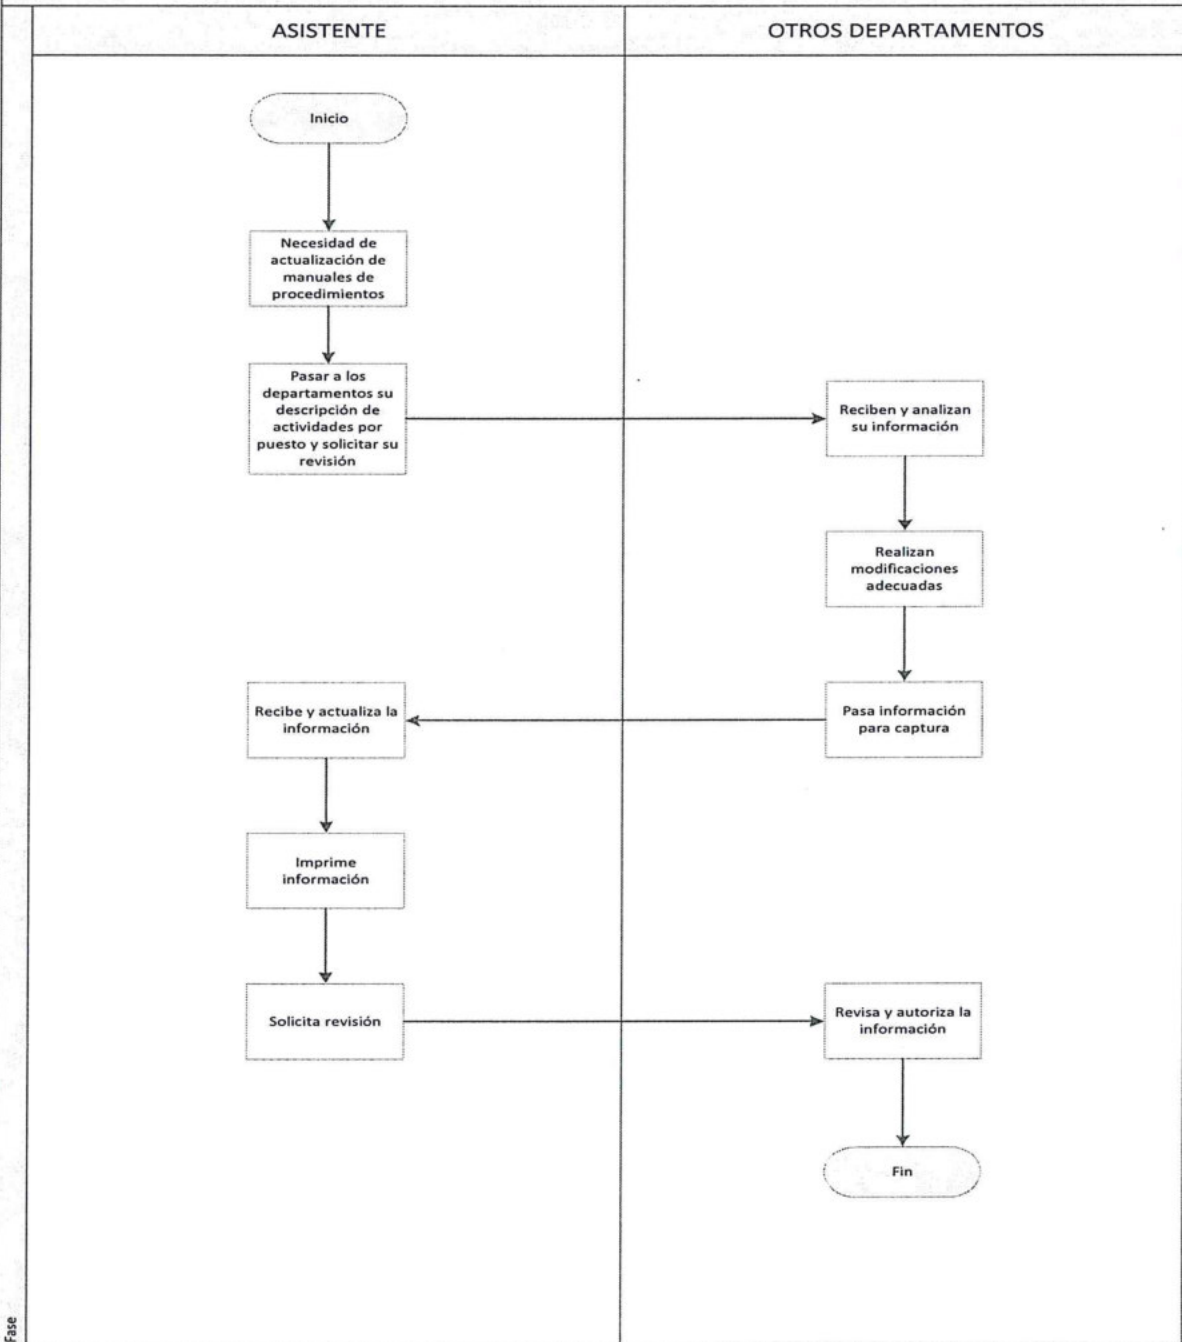 ASISTENTE
OTROS DEPARTAMENTOS
Inicio
Necesidad de
actualización de
manuales de
procedimientos
Pasar a los
departamentos su
descripción de
actividades por
puesto y solicitar su
revisión
Reciben y analizan
su información
Realizan
modificaciones
adecuadas
Pasa información
para captura
Recibe y actualiza la
información
Imprime
información
Solicita revisión
Revisa y autoriza la
información
Fin
Fase